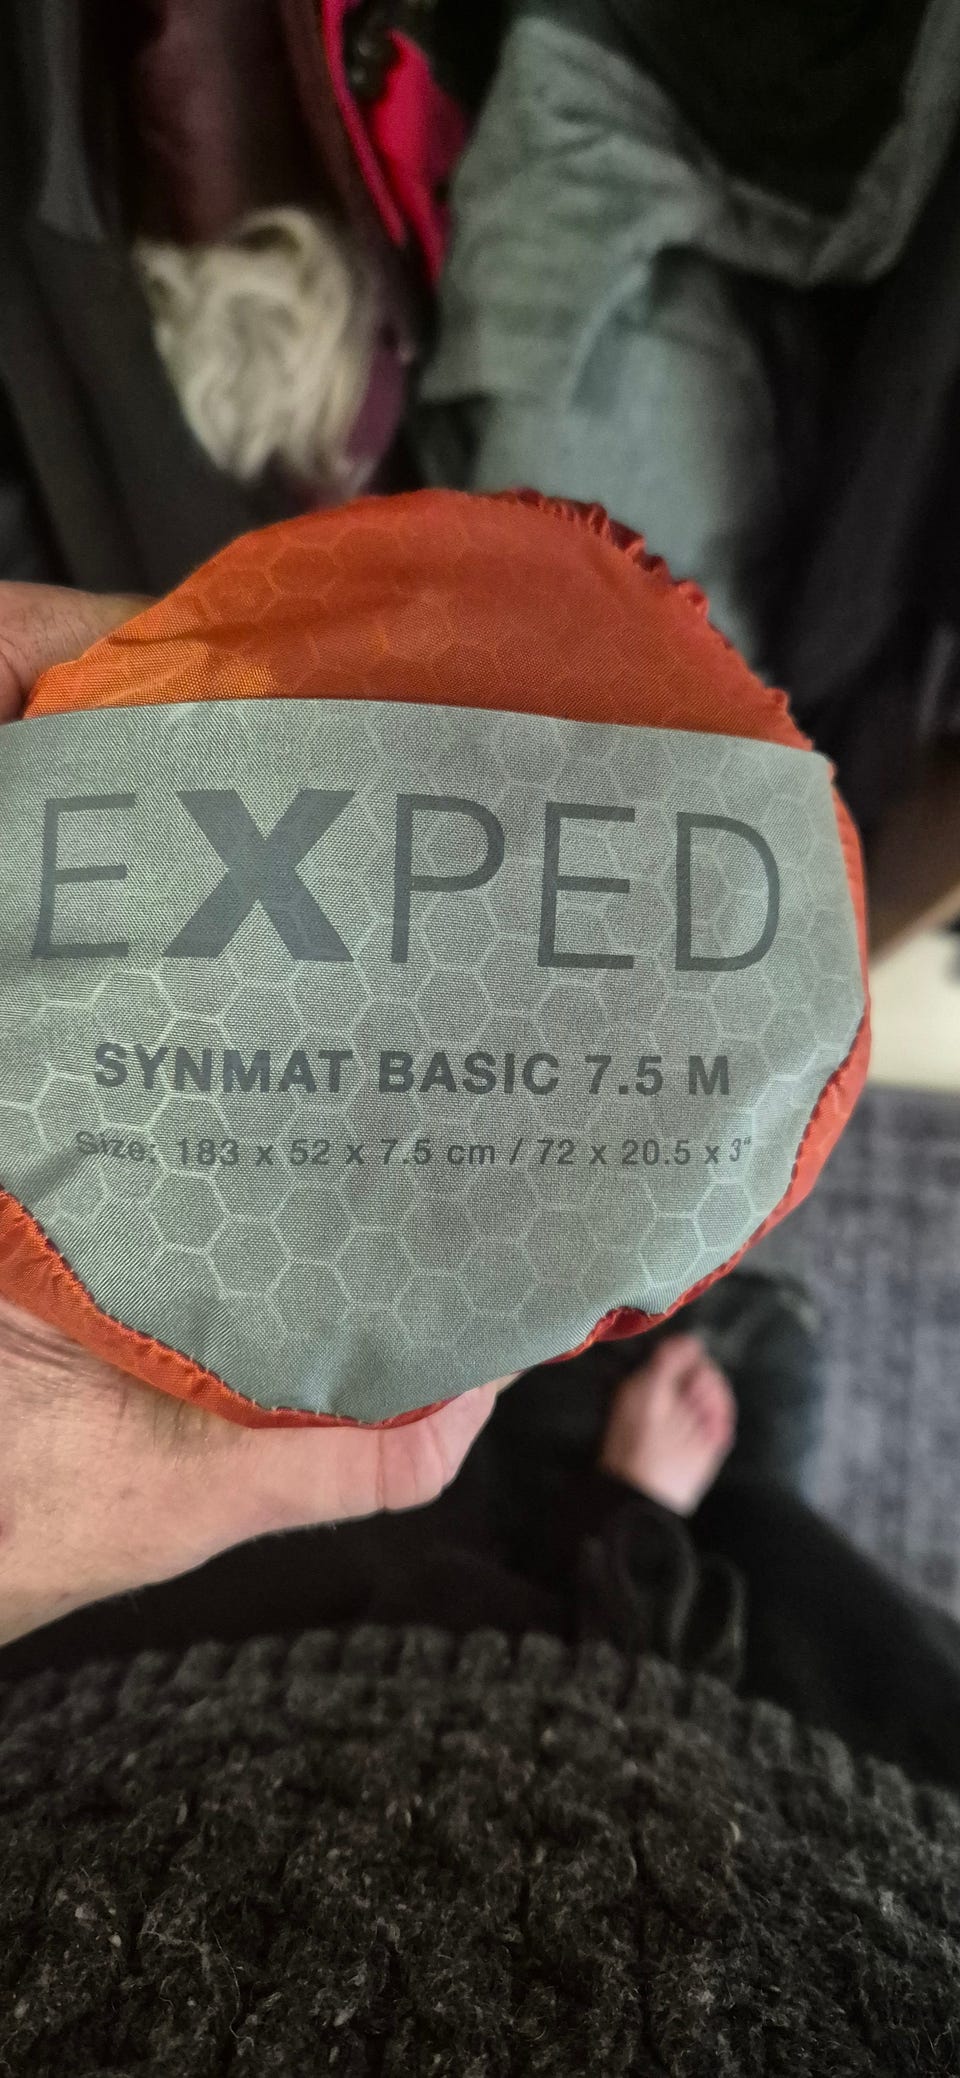 EXPED
SYNMAT BASIC 7.5 M
Size: 183 x 52 x 7.5 cm / 72 x 20.5 x 3"